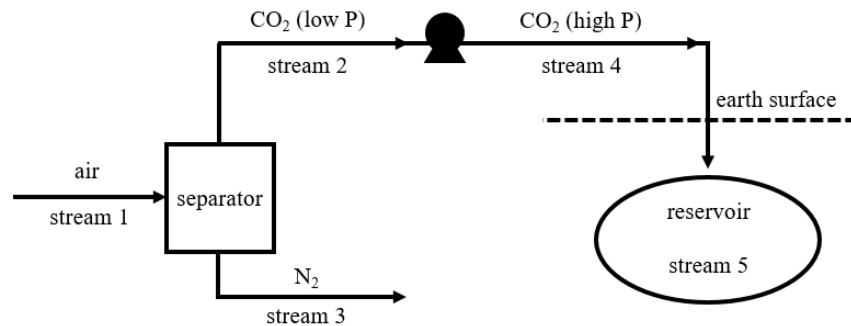 CO₂ (low P)
stream 2
CO₂ (high P)
stream 4
earth surface
air
stream 1
separator
N₂
stream 3
reservoir
stream 5